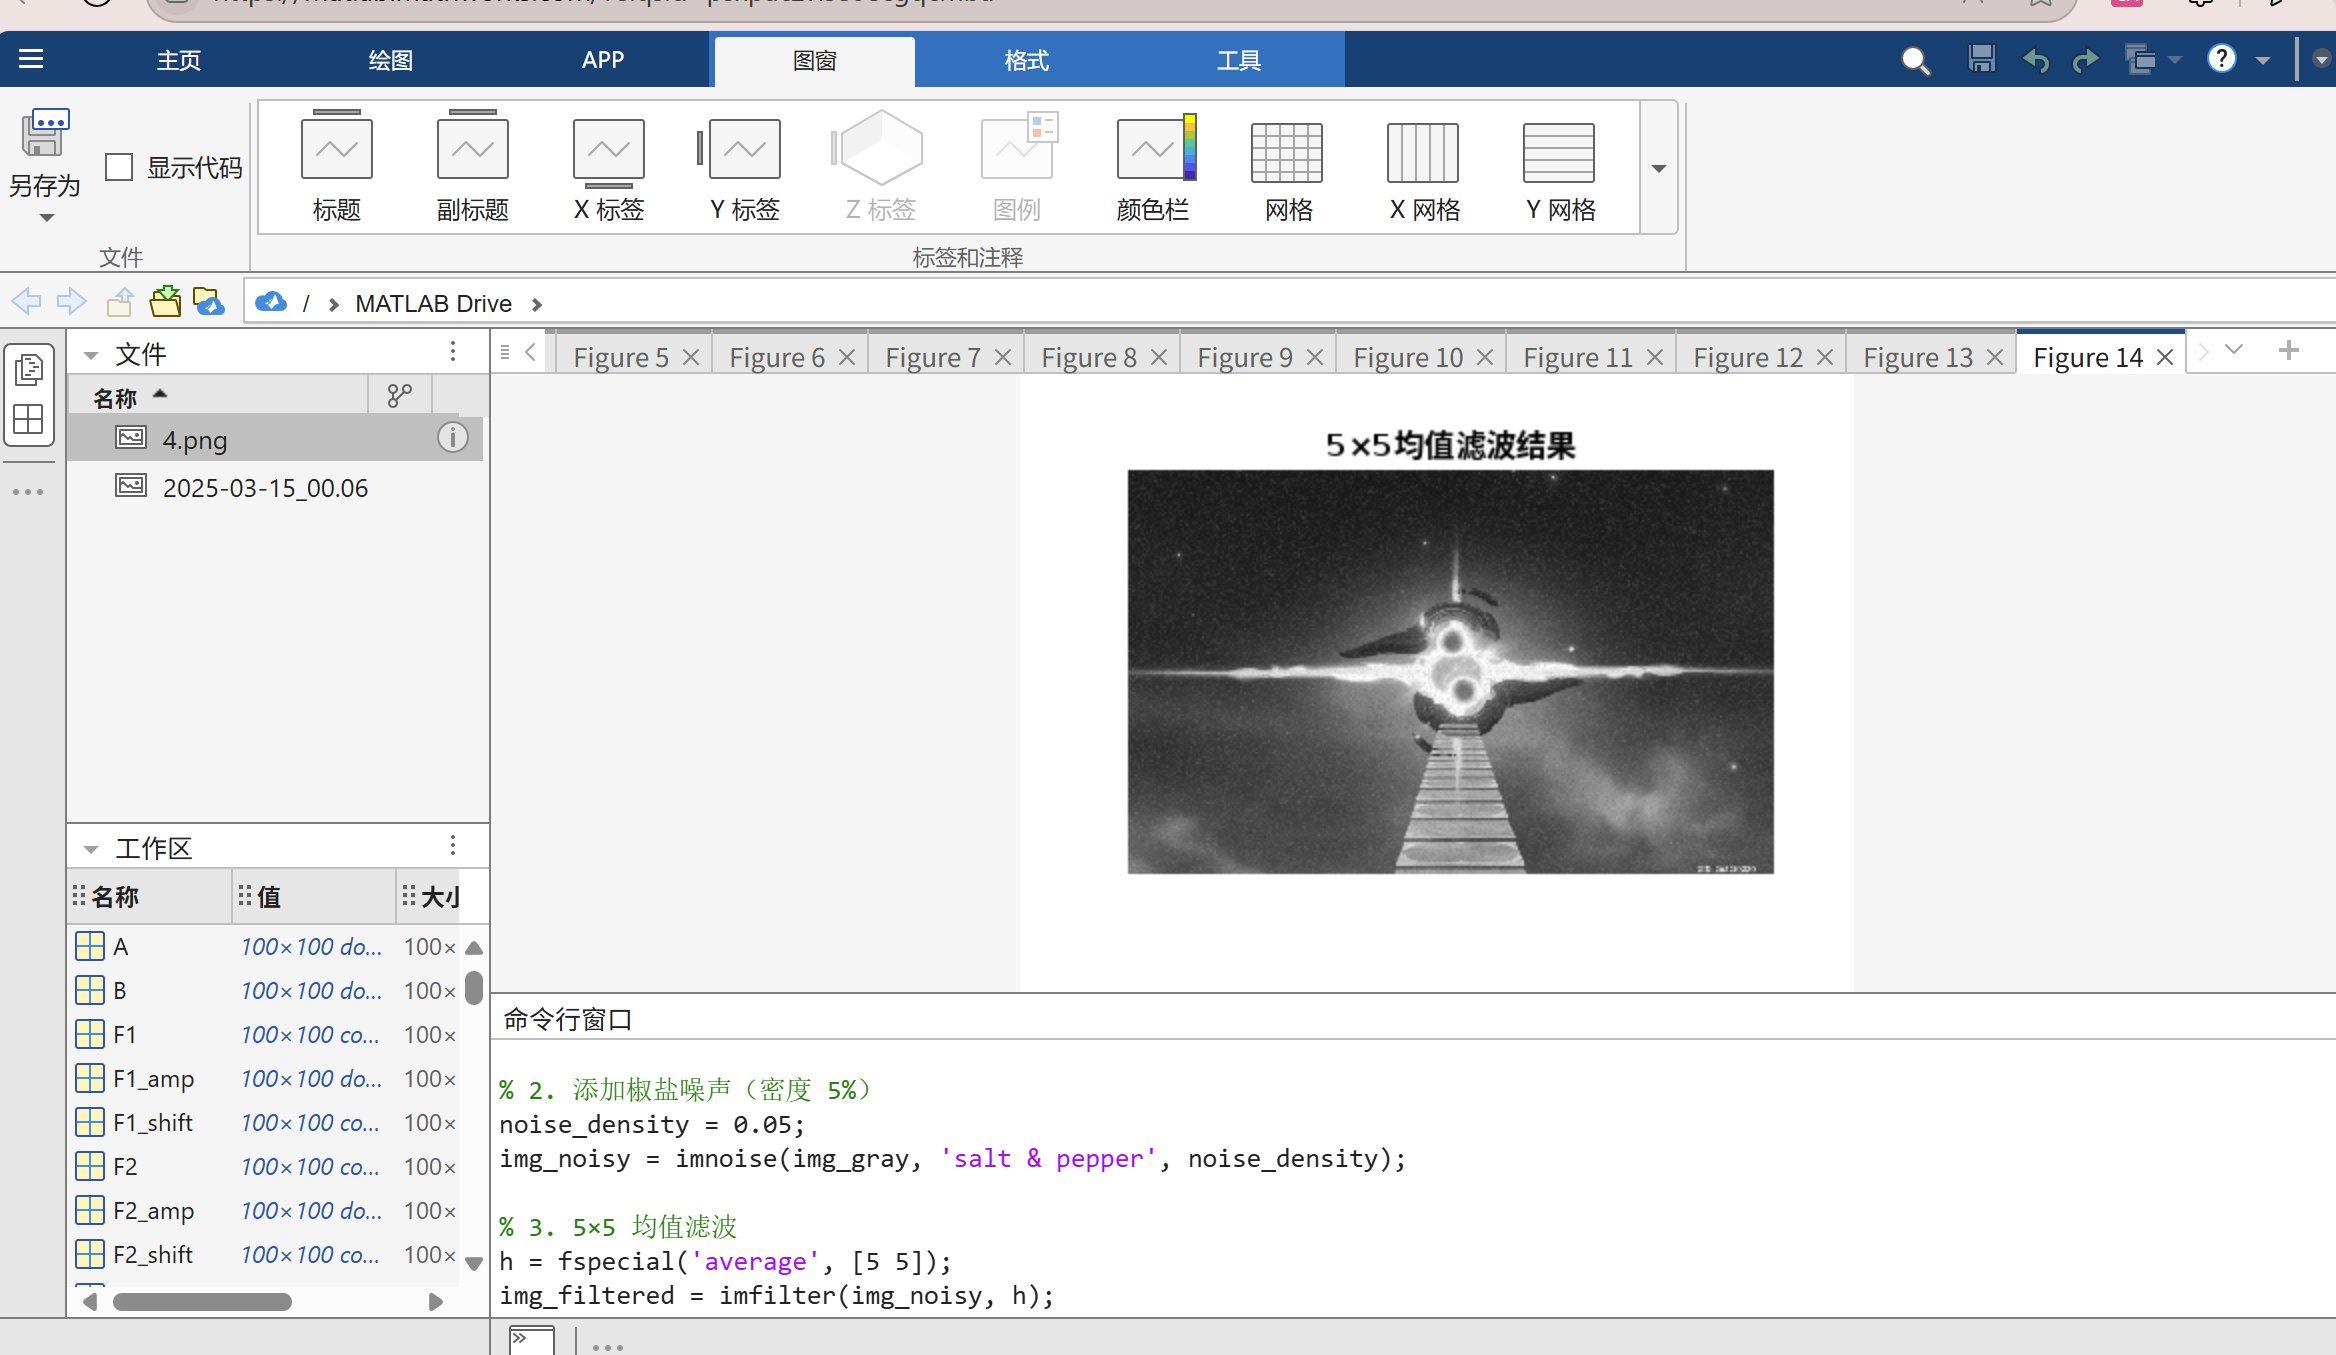 主页 绘图 APP 图窗 格式 工具
另存为
显示代码
文件
标题 副标题 X 标签 Y 标签 Z 标签 图例 颜色栏 网格 X 网格 Y 网格
标签和注释
/ › MATLAB Drive ›
文件
名称
4.png
2025-03-15_00.06
Figure 5 Figure 6 Figure 7 Figure 8 Figure 9 Figure 10 Figure 11 Figure 12 Figure 13 Figure 14
5×5均值滤波结果
工作区
名称 值 大小
A 100×100 do... 100×
B 100×100 do... 100×
F1 100×100 co... 100×
F1_amp 100×100 do... 100×
F1_shift 100×100 co... 100×
F2 100×100 co... 100×
F2_amp 100×100 do... 100×
F2_shift 100×100 co... 100×
命令行窗口
% 2. 添加椒盐噪声（密度 5%）
noise_density = 0.05;
img_noisy = imnoise(img_gray, 'salt & pepper', noise_density);
% 3. 5×5 均值滤波
h = fspecial('average', [5 5]);
img_filtered = imfilter(img_noisy, h);